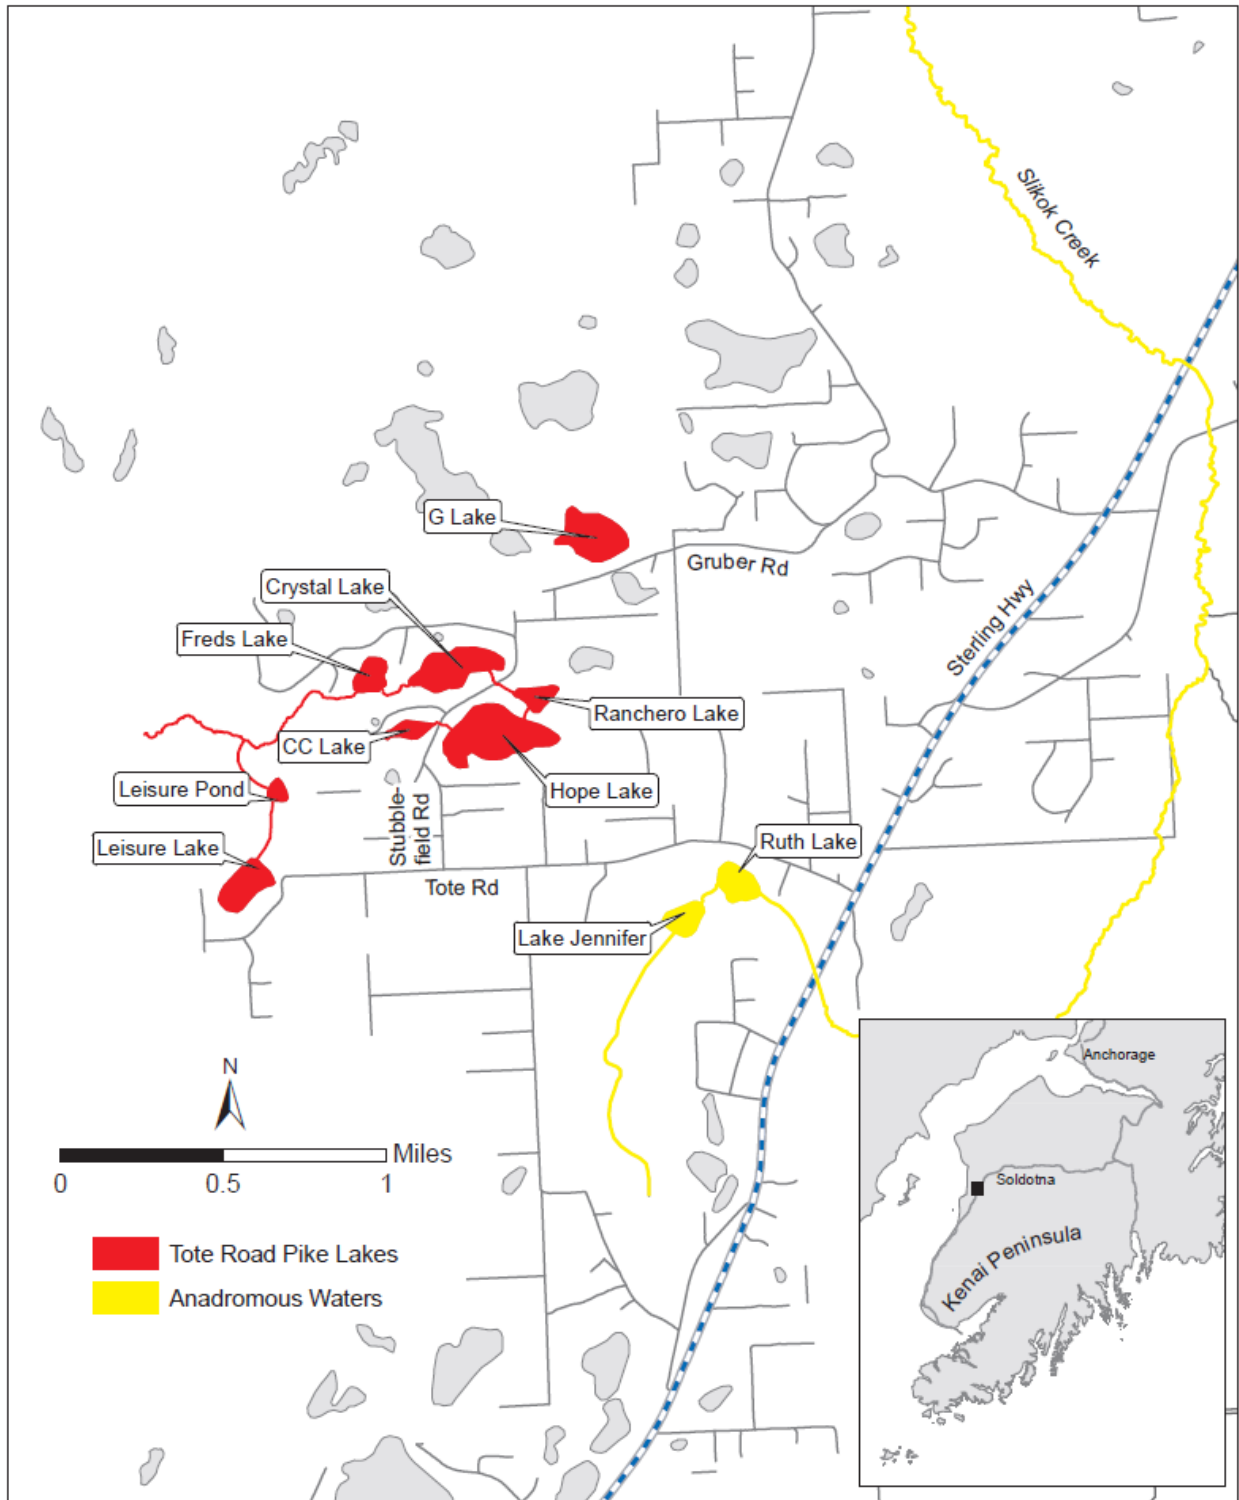 Slikok Creek
G Lake
Gruber Rd
Crystal Lake
Freds Lake
Sterling Hwy
Ranchero Lake
CC Lake
Leisure Pond
Hope Lake
Stubble-
field Rd
Leisure Lake
Ruth Lake
Tote Rd
Lake Jennifer
N
Miles
0 0.5 1
Tote Road Pike Lakes
Anadromous Waters
Anchorage
Soldotna
Kenai Peninsula